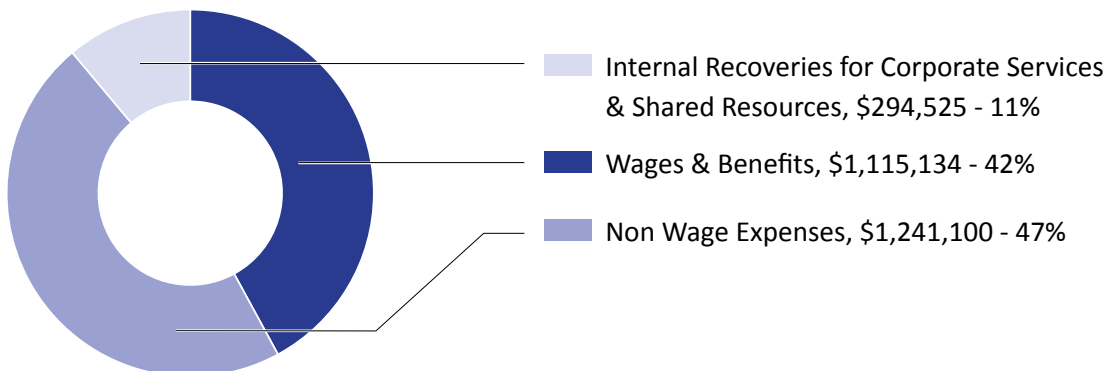 Internal Recoveries for Corporate Services
& Shared Resources, $294,525 - 11%
Wages & Benefits, $1,115,134 - 42%
Non Wage Expenses, $1,241,100 - 47%